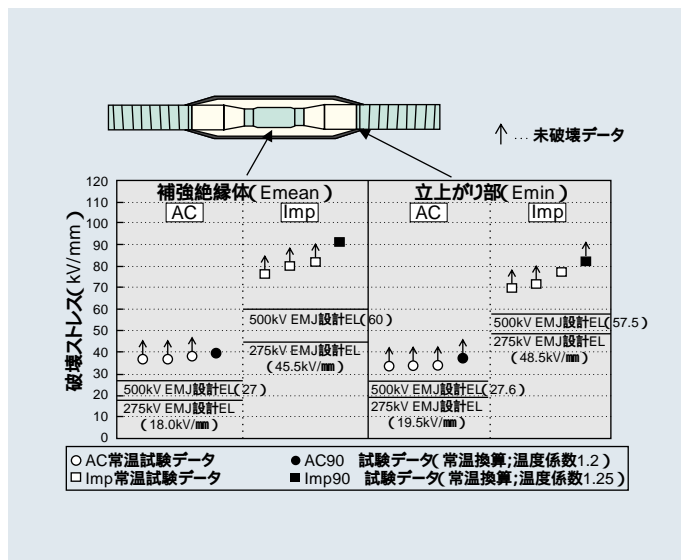 ↑ … 未破壊データ
補強絶縁体(Emean)
立上がり部(Emin)
AC
Imp
AC
Imp
破壊ストレス(kV/mm)
120
110
100
90
80
70
60
50
40
30
20
10
0
500kV EMJ設計EL(27)
275kV EMJ設計EL
(18.0kV/mm)
500kV EMJ設計EL(60)
275kV EMJ設計EL
(45.5kV/mm)
500kV EMJ設計EL(27.6)
275kV EMJ設計EL
(19.5kV/mm)
500kV EMJ設計EL(57.5)
275kV EMJ設計EL
(48.5kV/mm)
○ AC常温試験データ
● AC90 試験データ(常温換算;温度係数1.2)
□ Imp常温試験データ
■ Imp90 試験データ(常温換算;温度係数1.25)